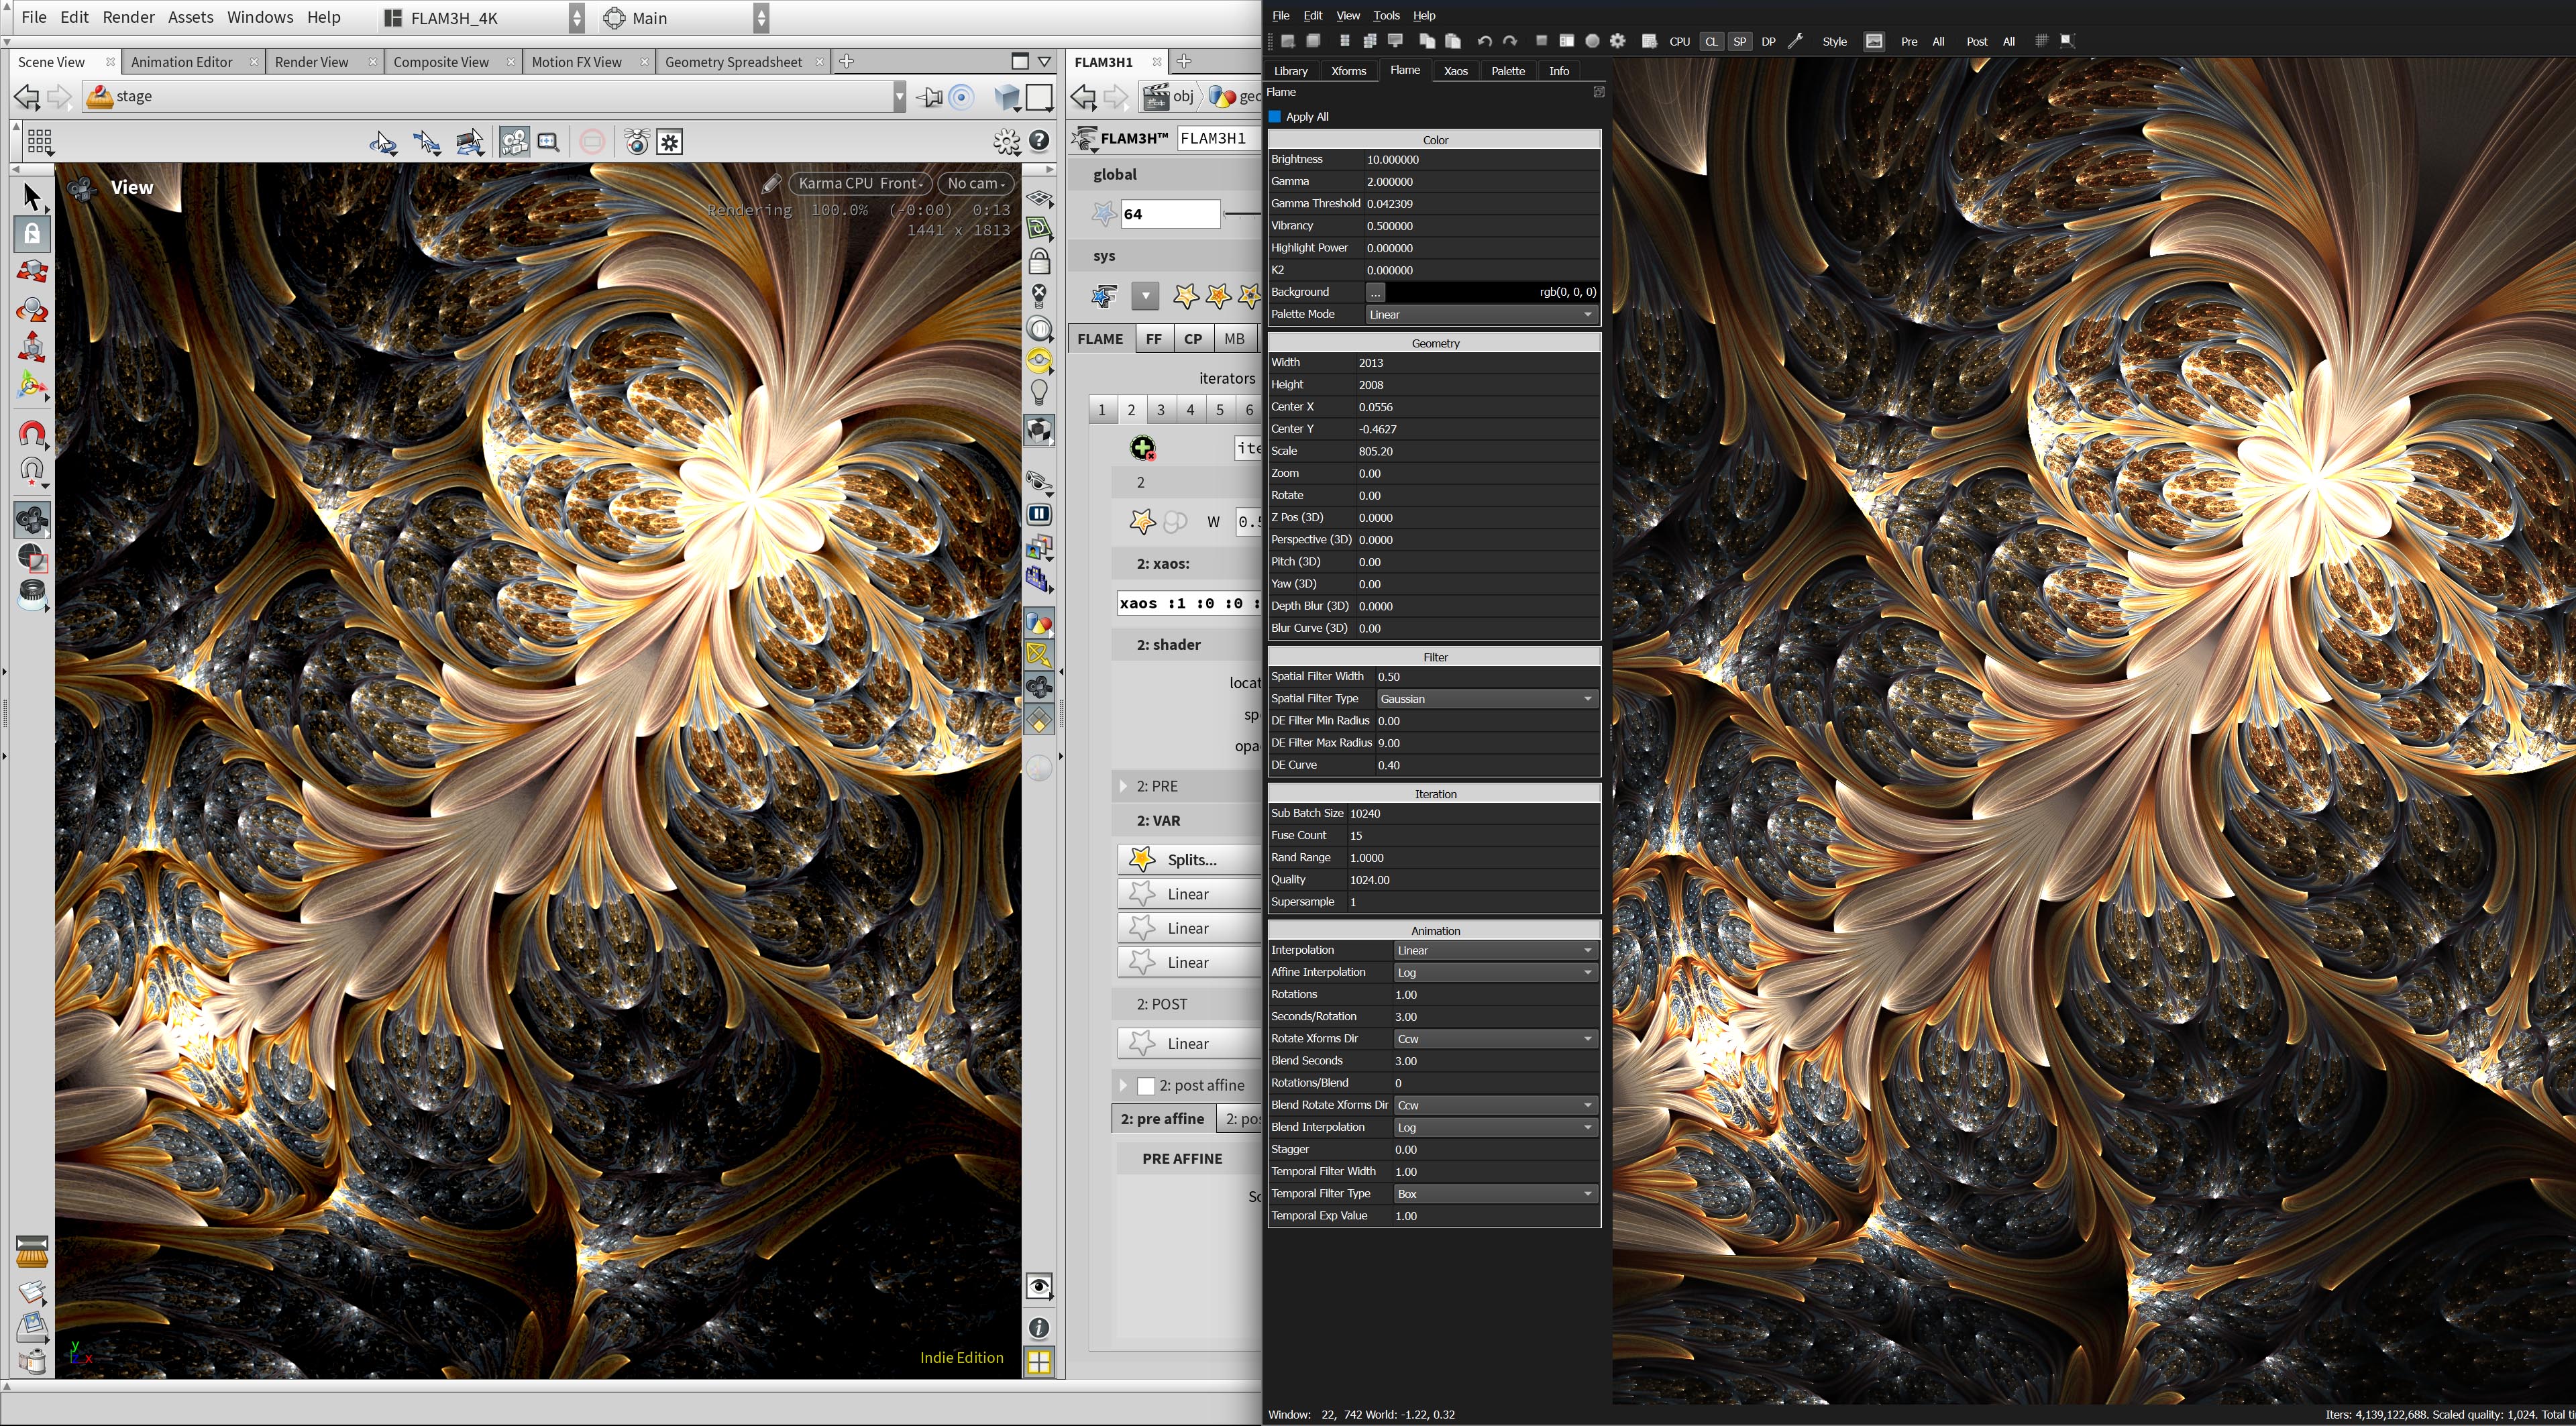 File Edit Render Assets Windows Help FLAM3H_4K Main
Scene View Animation Editor Render View Composite View Motion FX View Geometry Spreadsheet
stage
View
Karma CPU Front No cam
Rendering 100.0% (-0:00) 0:13
1441 x 1813
Indie Edition
y
z x
FLAM3H1
obj geo
FLAM3H™ FLAM3H1
global
64
sys
FLAME FF CP MB
iterators
1 2 3 4 5 6
ite
2
W 0.5
2: xaos:
xaos :1 :0 :0 :
2: shader
locat
sp
opa
2: PRE
2: VAR
Splits...
Linear
Linear
Linear
2: POST
Linear
2: post affine
2: pre affine 2: pos
PRE AFFINE
Sc
File Edit View Tools Help
CPU CL SP DP Style Pre All Post All
Library Xforms Flame Xaos Palette Info
Flame
Apply All
Color
Brightness 10.000000
Gamma 2.000000
Gamma Threshold 0.042309
Vibrancy 0.500000
Highlight Power 0.000000
K2 0.000000
Background ... rgb(0, 0, 0)
Palette Mode Linear
Geometry
Width 2013
Height 2008
Center X 0.0556
Center Y -0.4627
Scale 805.20
Zoom 0.00
Rotate 0.00
Z Pos (3D) 0.0000
Perspective (3D) 0.0000
Pitch (3D) 0.00
Yaw (3D) 0.00
Depth Blur (3D) 0.0000
Blur Curve (3D) 0.00
Filter
Spatial Filter Width 0.50
Spatial Filter Type Gaussian
DE Filter Min Radius 0.00
DE Filter Max Radius 9.00
DE Curve 0.40
Iteration
Sub Batch Size 10240
Fuse Count 15
Rand Range 1.0000
Quality 1024.00
Supersample 1
Animation
Interpolation Linear
Affine Interpolation Log
Rotations 1.00
Seconds/Rotation 3.00
Rotate Xforms Dir Ccw
Blend Seconds 3.00
Rotations/Blend 0
Blend Rotate Xforms Dir Ccw
Blend Interpolation Log
Stagger 0.00
Temporal Filter Width 1.00
Temporal Filter Type Box
Temporal Exp Value 1.00
Window: 22, 742 World: -1.22, 0.32
Iters: 4,139,122,688. Scaled quality: 1,024. Total ti